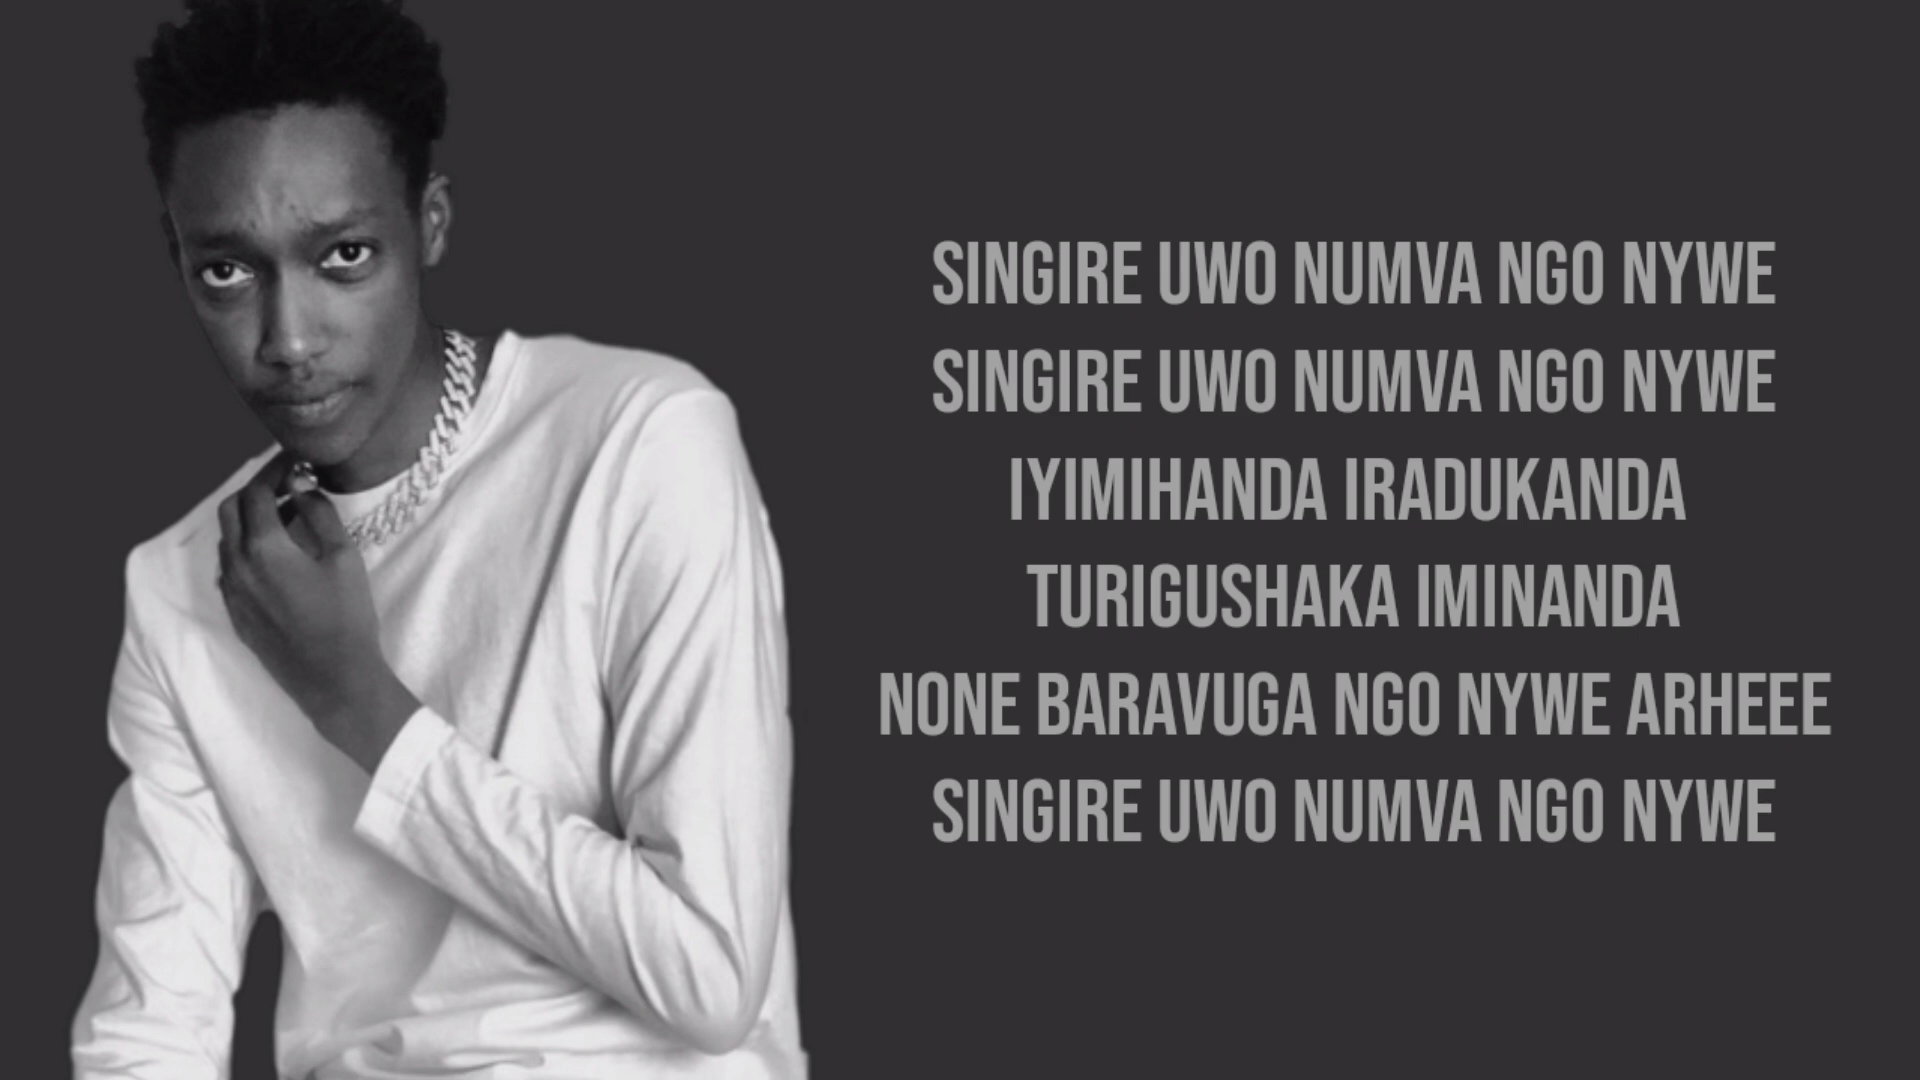 SINGIRE UWO NUMVA NGO NYWE
SINGIRE UWO NUMVA NGO NYWE
IYIMIHANDA IRADUKANDA
TURIGUSHAKA IMINANDA
NONE BARAVUGA NGO NYWE ARHEEE
SINGIRE UWO NUMVA NGO NYWE